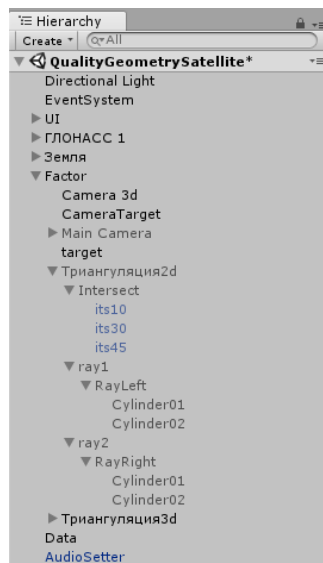 Hierarchy
Create All
QualityGeometrySatellite*
Directional Light
EventSystem
UI
ГЛОНАСС 1
Земля
Factor
Camera 3d
CameraTarget
Main Camera
target
Триангуляция2d
Intersect
its10
its30
its45
ray1
RayLeft
Cylinder01
Cylinder02
ray2
RayRight
Cylinder01
Cylinder02
Триангуляция3d
Data
AudioSetter